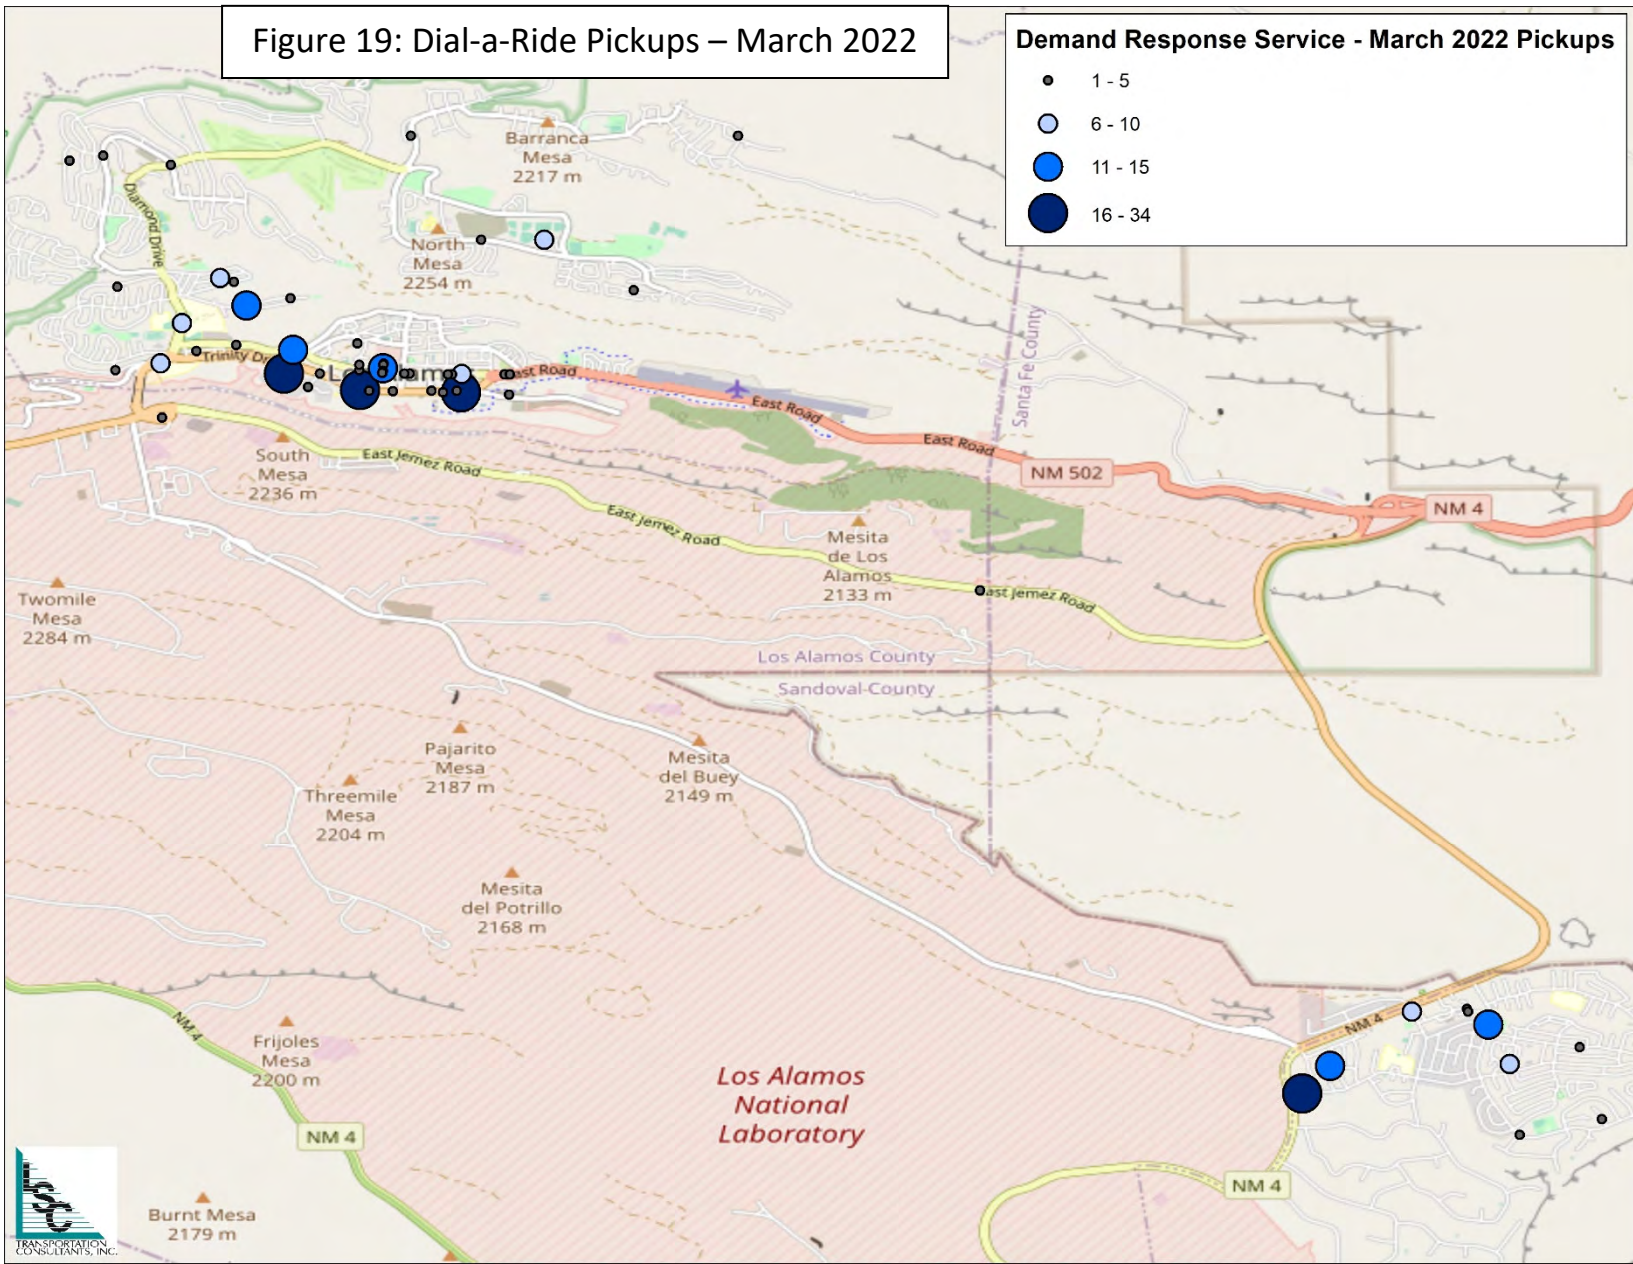 Figure 19: Dial-a-Ride Pickups – March 2022
Demand Response Service - March 2022 Pickups
1 - 5
6 - 10
11 - 15
16 - 34
Barranca
Mesa
2217 m
Diamond Drive
North
Mesa
2254 m
Santa Fe County
Trinity Dr
East Road
East Road
East Road
NM 502
NM 4
South
Mesa
2236 m
East Jemez Road
East Jemez Road
Mesita
de Los
Alamos
2133 m
East Jemez Road
Twomile
Mesa
2284 m
Los Alamos County
Sandoval County
Pajarito
Mesa
2187 m
Mesita
del Buey
2149 m
Threemile
Mesa
2204 m
Mesita
del Potrillo
2168 m
NM 4
Frijoles
Mesa
2200 m
NM 4
Los Alamos
National
Laboratory
NM 4
NM 4
Burnt Mesa
2179 m
LSC
TRANSPORTATION
CONSULTANTS, INC.